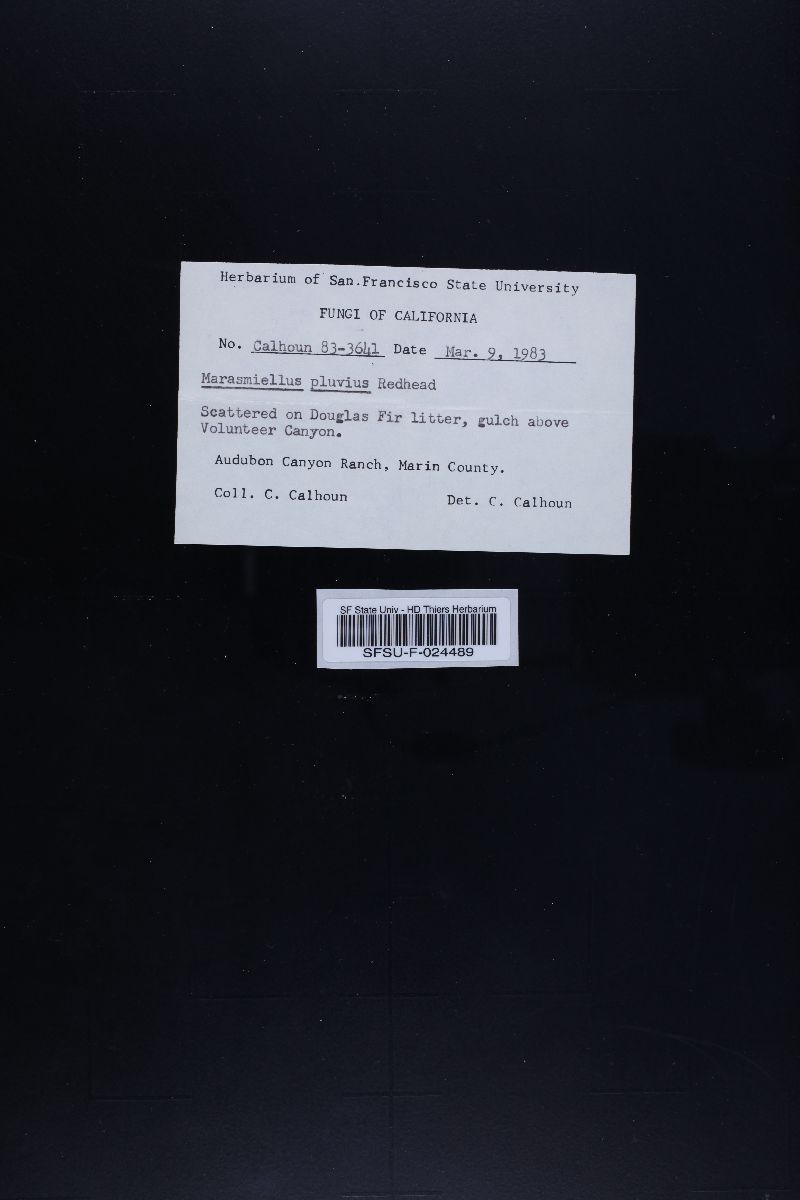 Herbarium of San.Francisco State University
FUNGI OF CALIFORNIA
No. Calhoun 83-3641 Date Mar. 9, 1983
Marasmiellus pluvius Redhead
Scattered on Douglas Fir litter, gulch above
Volunteer Canyon.
Audubon Canyon Ranch, Marin County.
Coll. C. Calhoun Det. C. Calhoun
SF State Univ - HD Thiers Herbarium
SFSU-F-024489